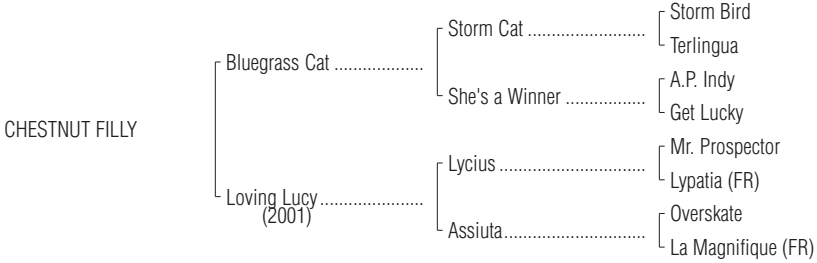 Storm Bird
Storm Cat ..........................
Terlingua
Bluegrass Cat ....................
A.P. Indy
She's a Winner ..................
Get Lucky
CHESTNUT FILLY
Mr. Prospector
Lycius .................................
Lypatia (FR)
Loving Lucy.......................
(2001)
Overskate
Assiuta................................
La Magnifique (FR)